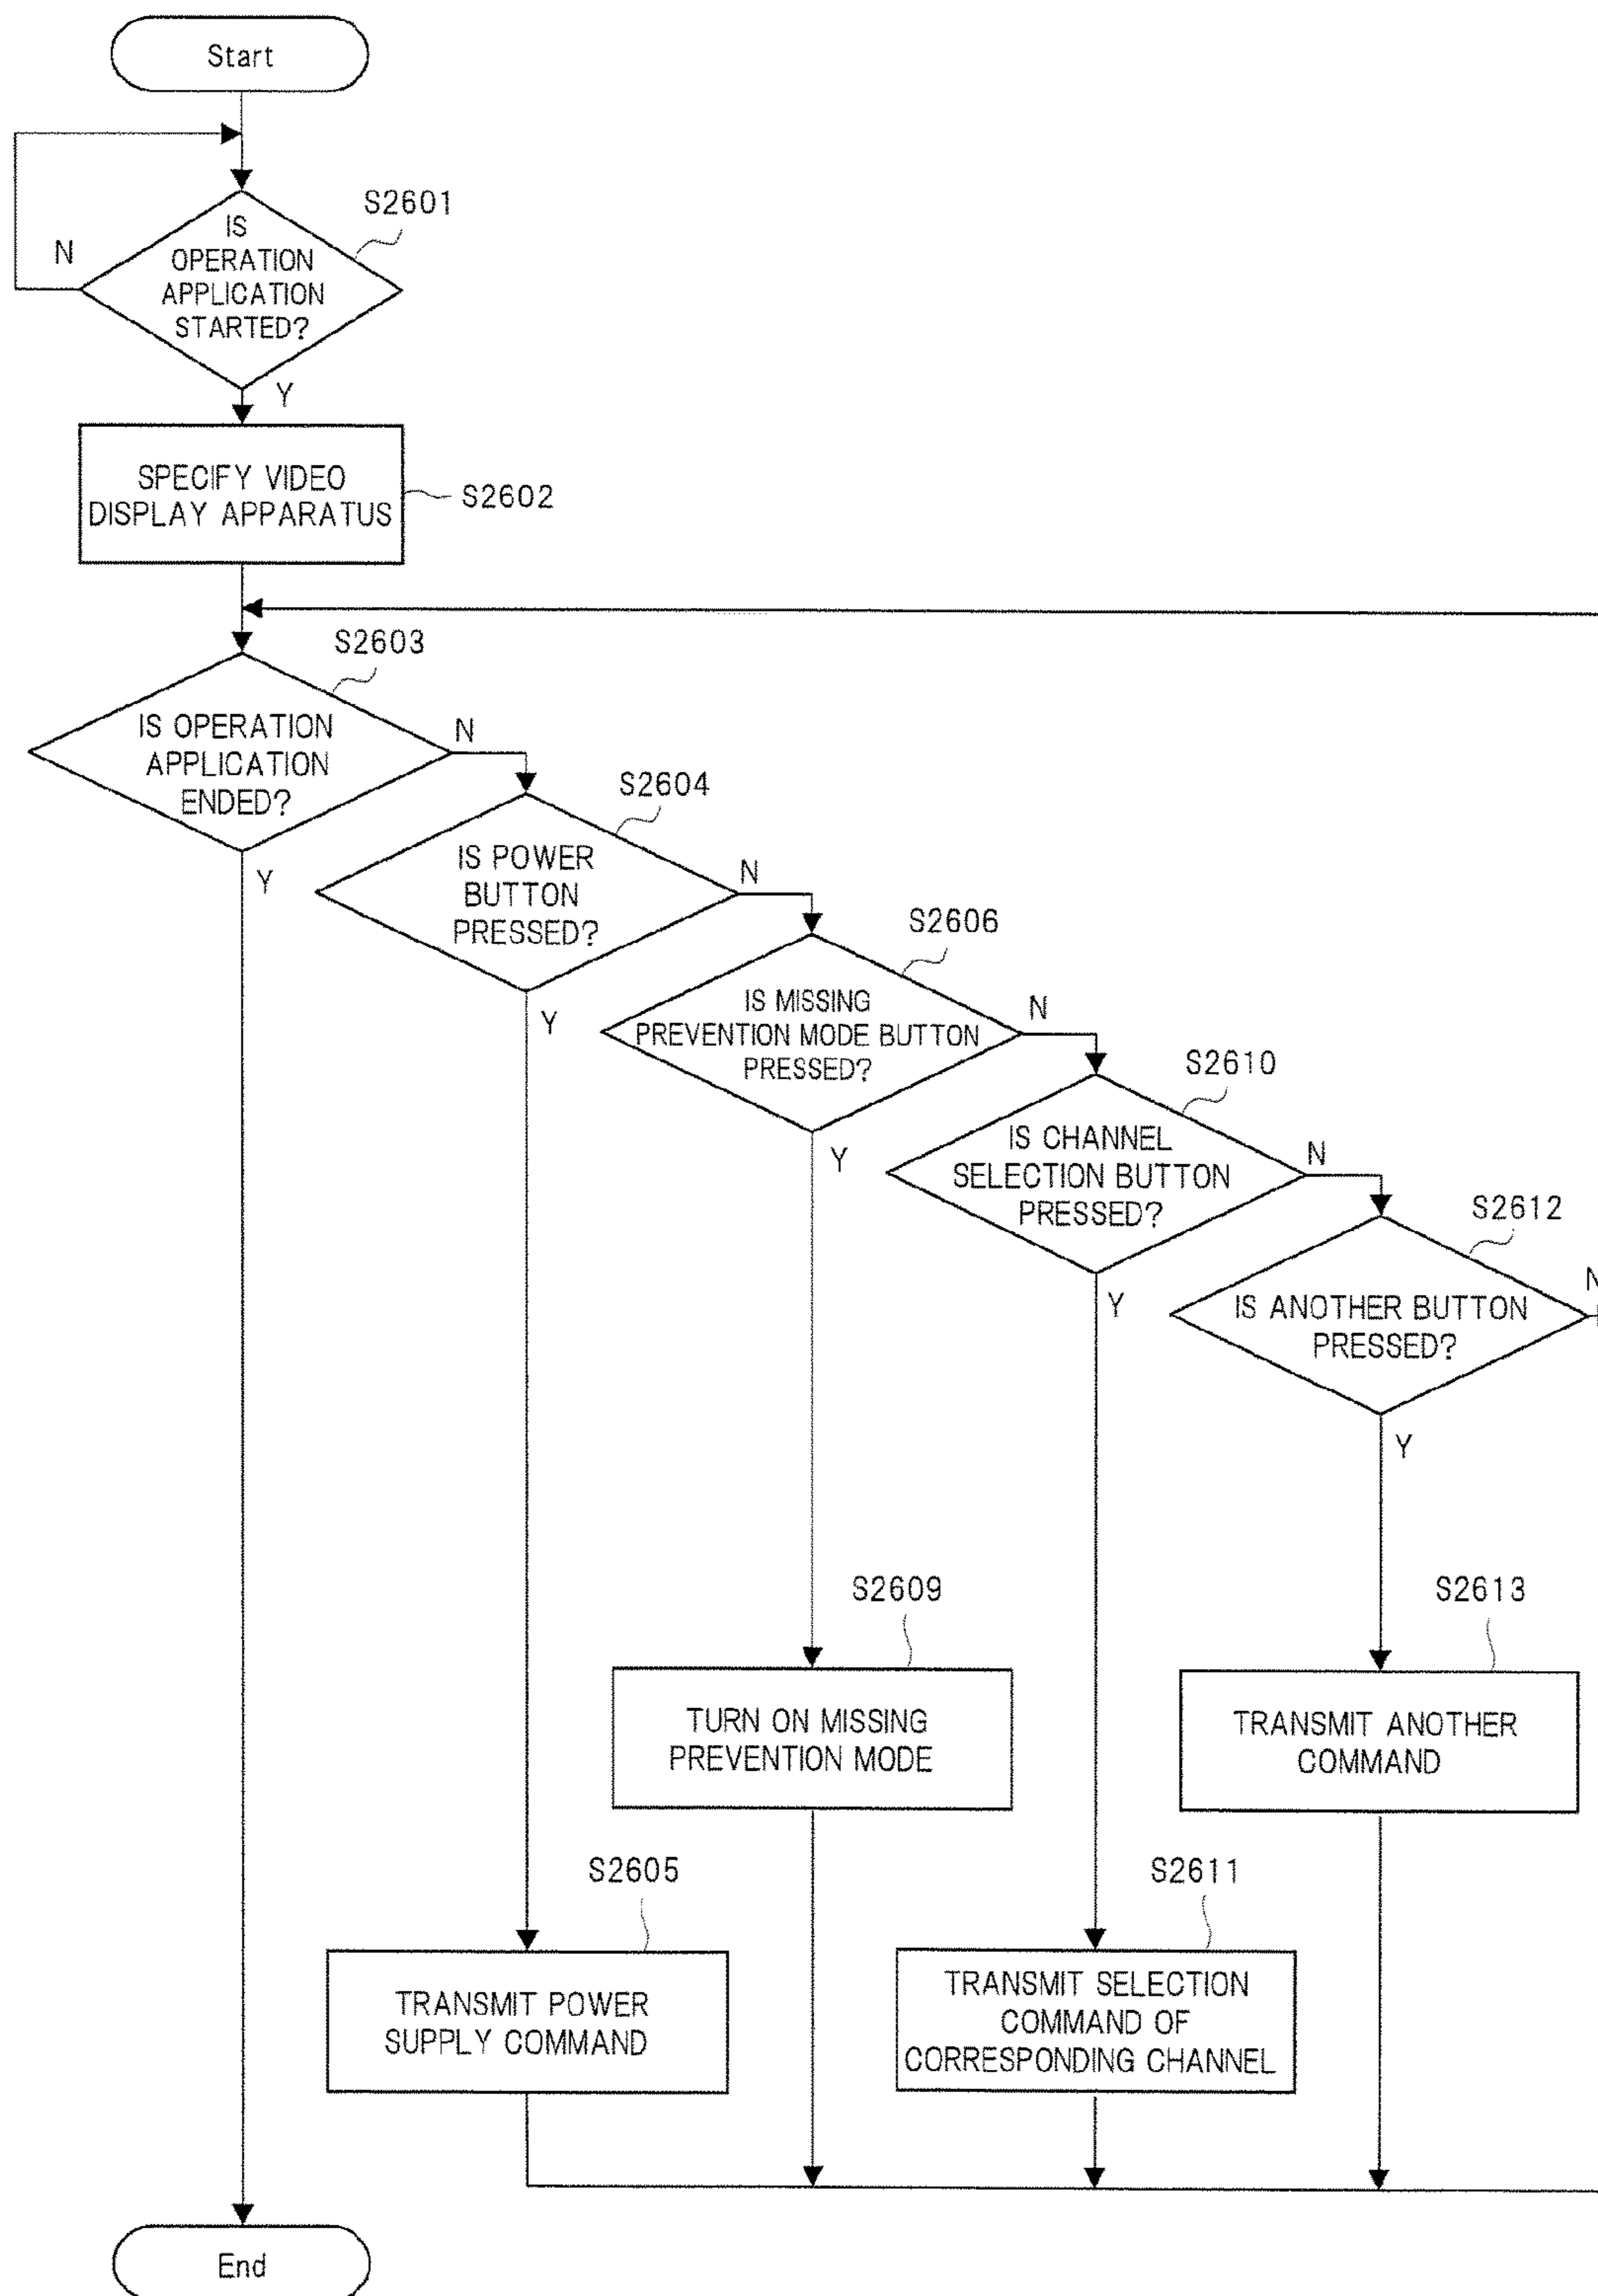 Start
S2601
N
IS
OPERATION
APPLICATION
STARTED?
Y
SPECIFY VIDEO
DISPLAY APPARATUS
S2602
S2603
IS OPERATION
APPLICATION
ENDED?
N
Y
S2604
IS POWER
BUTTON
PRESSED?
N
Y
S2606
IS MISSING
PREVENTION MODE BUTTON
PRESSED?
N
Y
S2610
IS CHANNEL
SELECTION BUTTON
PRESSED?
N
Y
S2612
IS ANOTHER BUTTON
PRESSED?
N
Y
S2609
TURN ON MISSING
PREVENTION MODE
S2613
TRANSMIT ANOTHER
COMMAND
S2605
TRANSMIT POWER
SUPPLY COMMAND
S2611
TRANSMIT SELECTION
COMMAND OF
CORRESPONDING CHANNEL
End